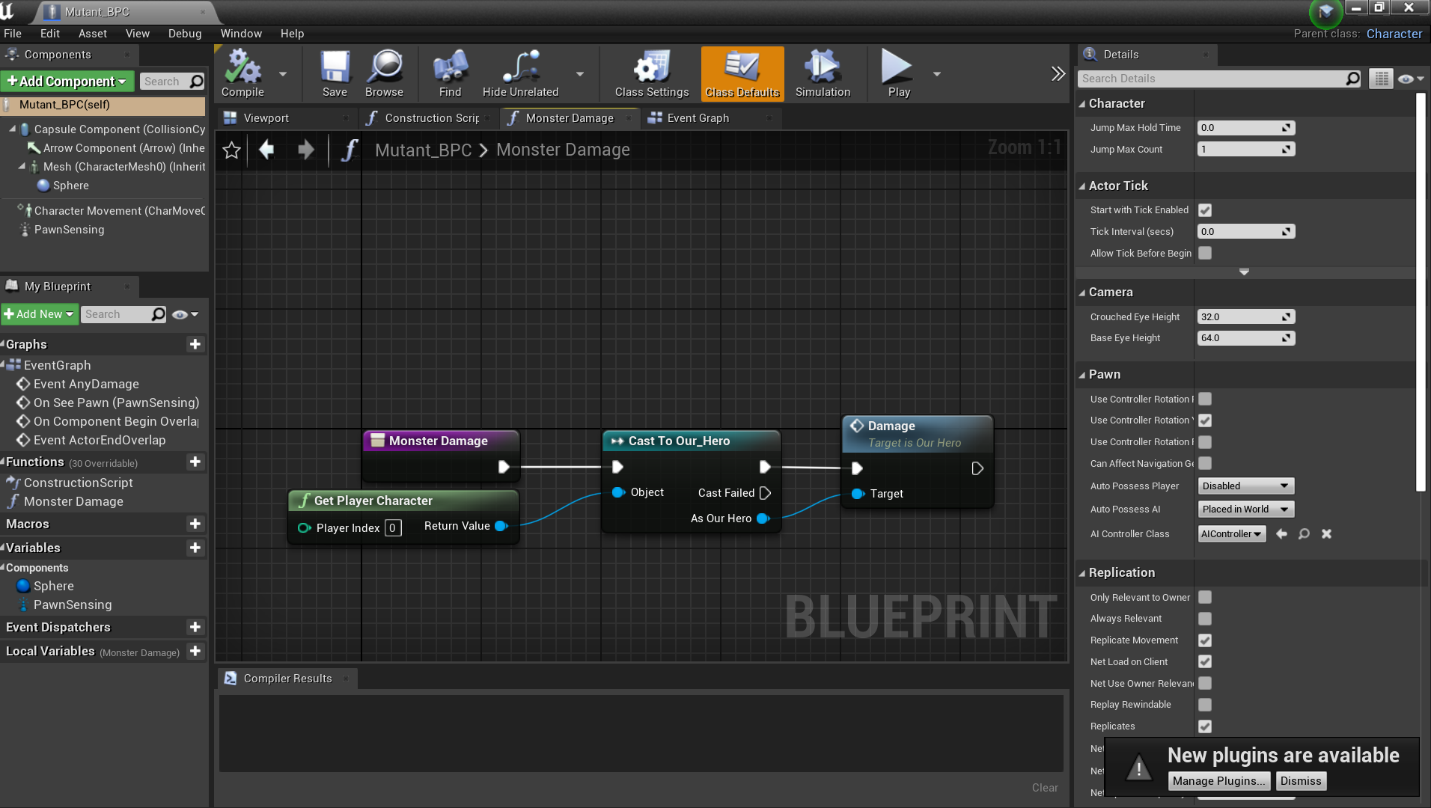 Mutant_BPC
File Edit Asset View Debug Window Help
Parent class: Character
Components
+Add Component
Search
Mutant_BPC(self)
Capsule Component (CollisionCy
Arrow Component (Arrow) (Inhe
Mesh (CharacterMesh0) (Inherit
Sphere
Character Movement (CharMoveC
PawnSensing
My Blueprint
+Add New
Search
Graphs
EventGraph
Event AnyDamage
On See Pawn (PawnSensing)
On Component Begin Overla
Event ActorEndOverlap
Functions (30 Overridable)
ConstructionScript
Monster Damage
Macros
Variables
Components
Sphere
PawnSensing
Event Dispatchers
Local Variables (Monster Damage)
Compile Save Browse Find Hide Unrelated Class Settings Class Defaults Simulation Play
Viewport Construction Scrip Monster Damage Event Graph
Mutant_BPC > Monster Damage
Zoom 1:1
Monster Damage
Get Player Character
Player Index 0 Return Value
Cast To Our_Hero
Object Cast Failed
As Our Hero
Damage
Target is Our Hero
Target
BLUEPRINT
Compiler Results
Clear
Details
Search Details
Character
Jump Max Hold Time 0.0
Jump Max Count 1
Actor Tick
Start with Tick Enabled
Tick Interval (secs) 0.0
Allow Tick Before Begin
Camera
Crouched Eye Height 32.0
Base Eye Height 64.0
Pawn
Use Controller Rotation
Use Controller Rotation
Use Controller Rotation
Can Affect Navigation Ge
Auto Possess Player Disabled
Auto Possess AI Placed in World
AI Controller Class AIController
Replication
Only Relevant to Owner
Always Relevant
Replicate Movement
Net Load on Client
Net Use Owner Relevan
Replay Rewindable
Replicates
Net
Net
Net
New plugins are available
Manage Plugins... Dismiss